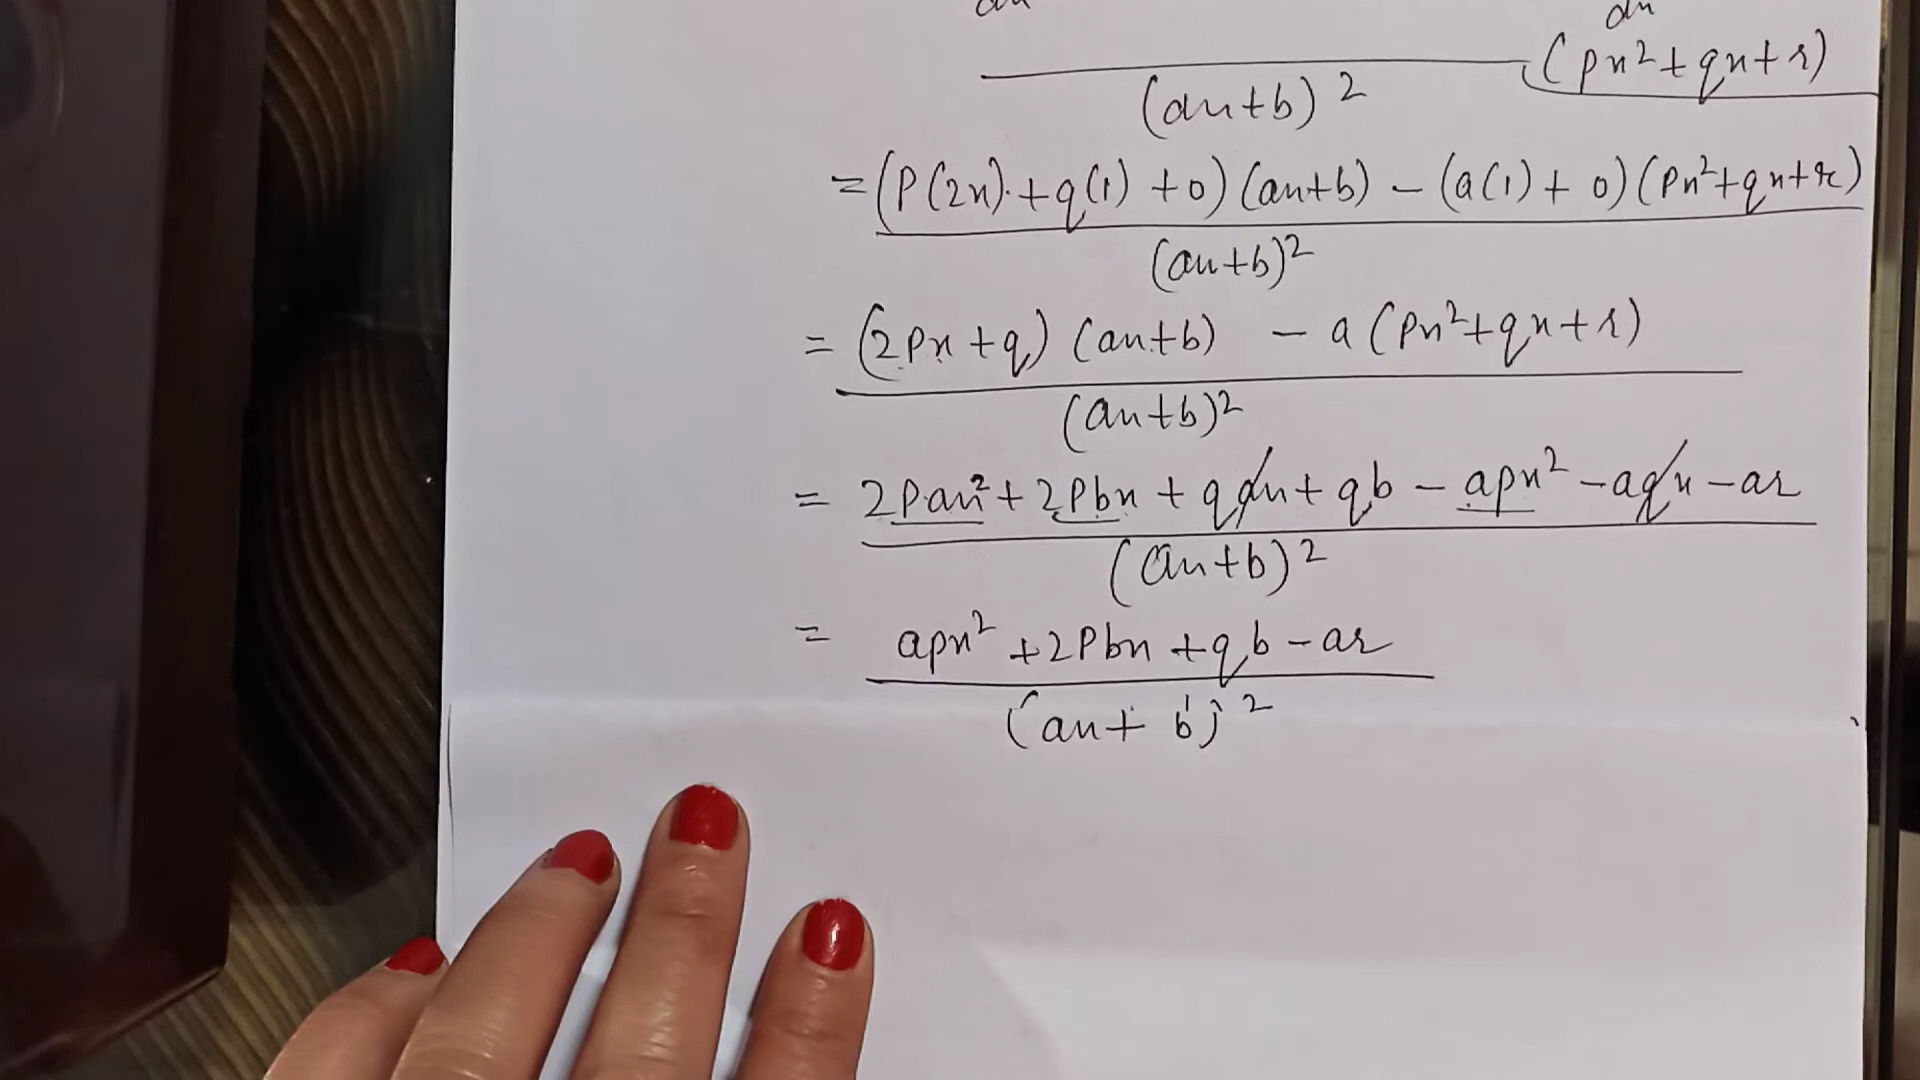 dx
(px²+qx+r)
(ax+b)²
=(P(2x)+q(1)+0)(ax+b)-(a(1)+0)(px²+qx+r)
(ax+b)²
=(2px+q)(ax+b) - a(px²+qx+r)
(ax+b)²
= 2pax²+2Pbx+qax+qb-apx²-aqx-ar
(ax+b)²
= apx²+2Pbx+qb-ar
(ax+b)²